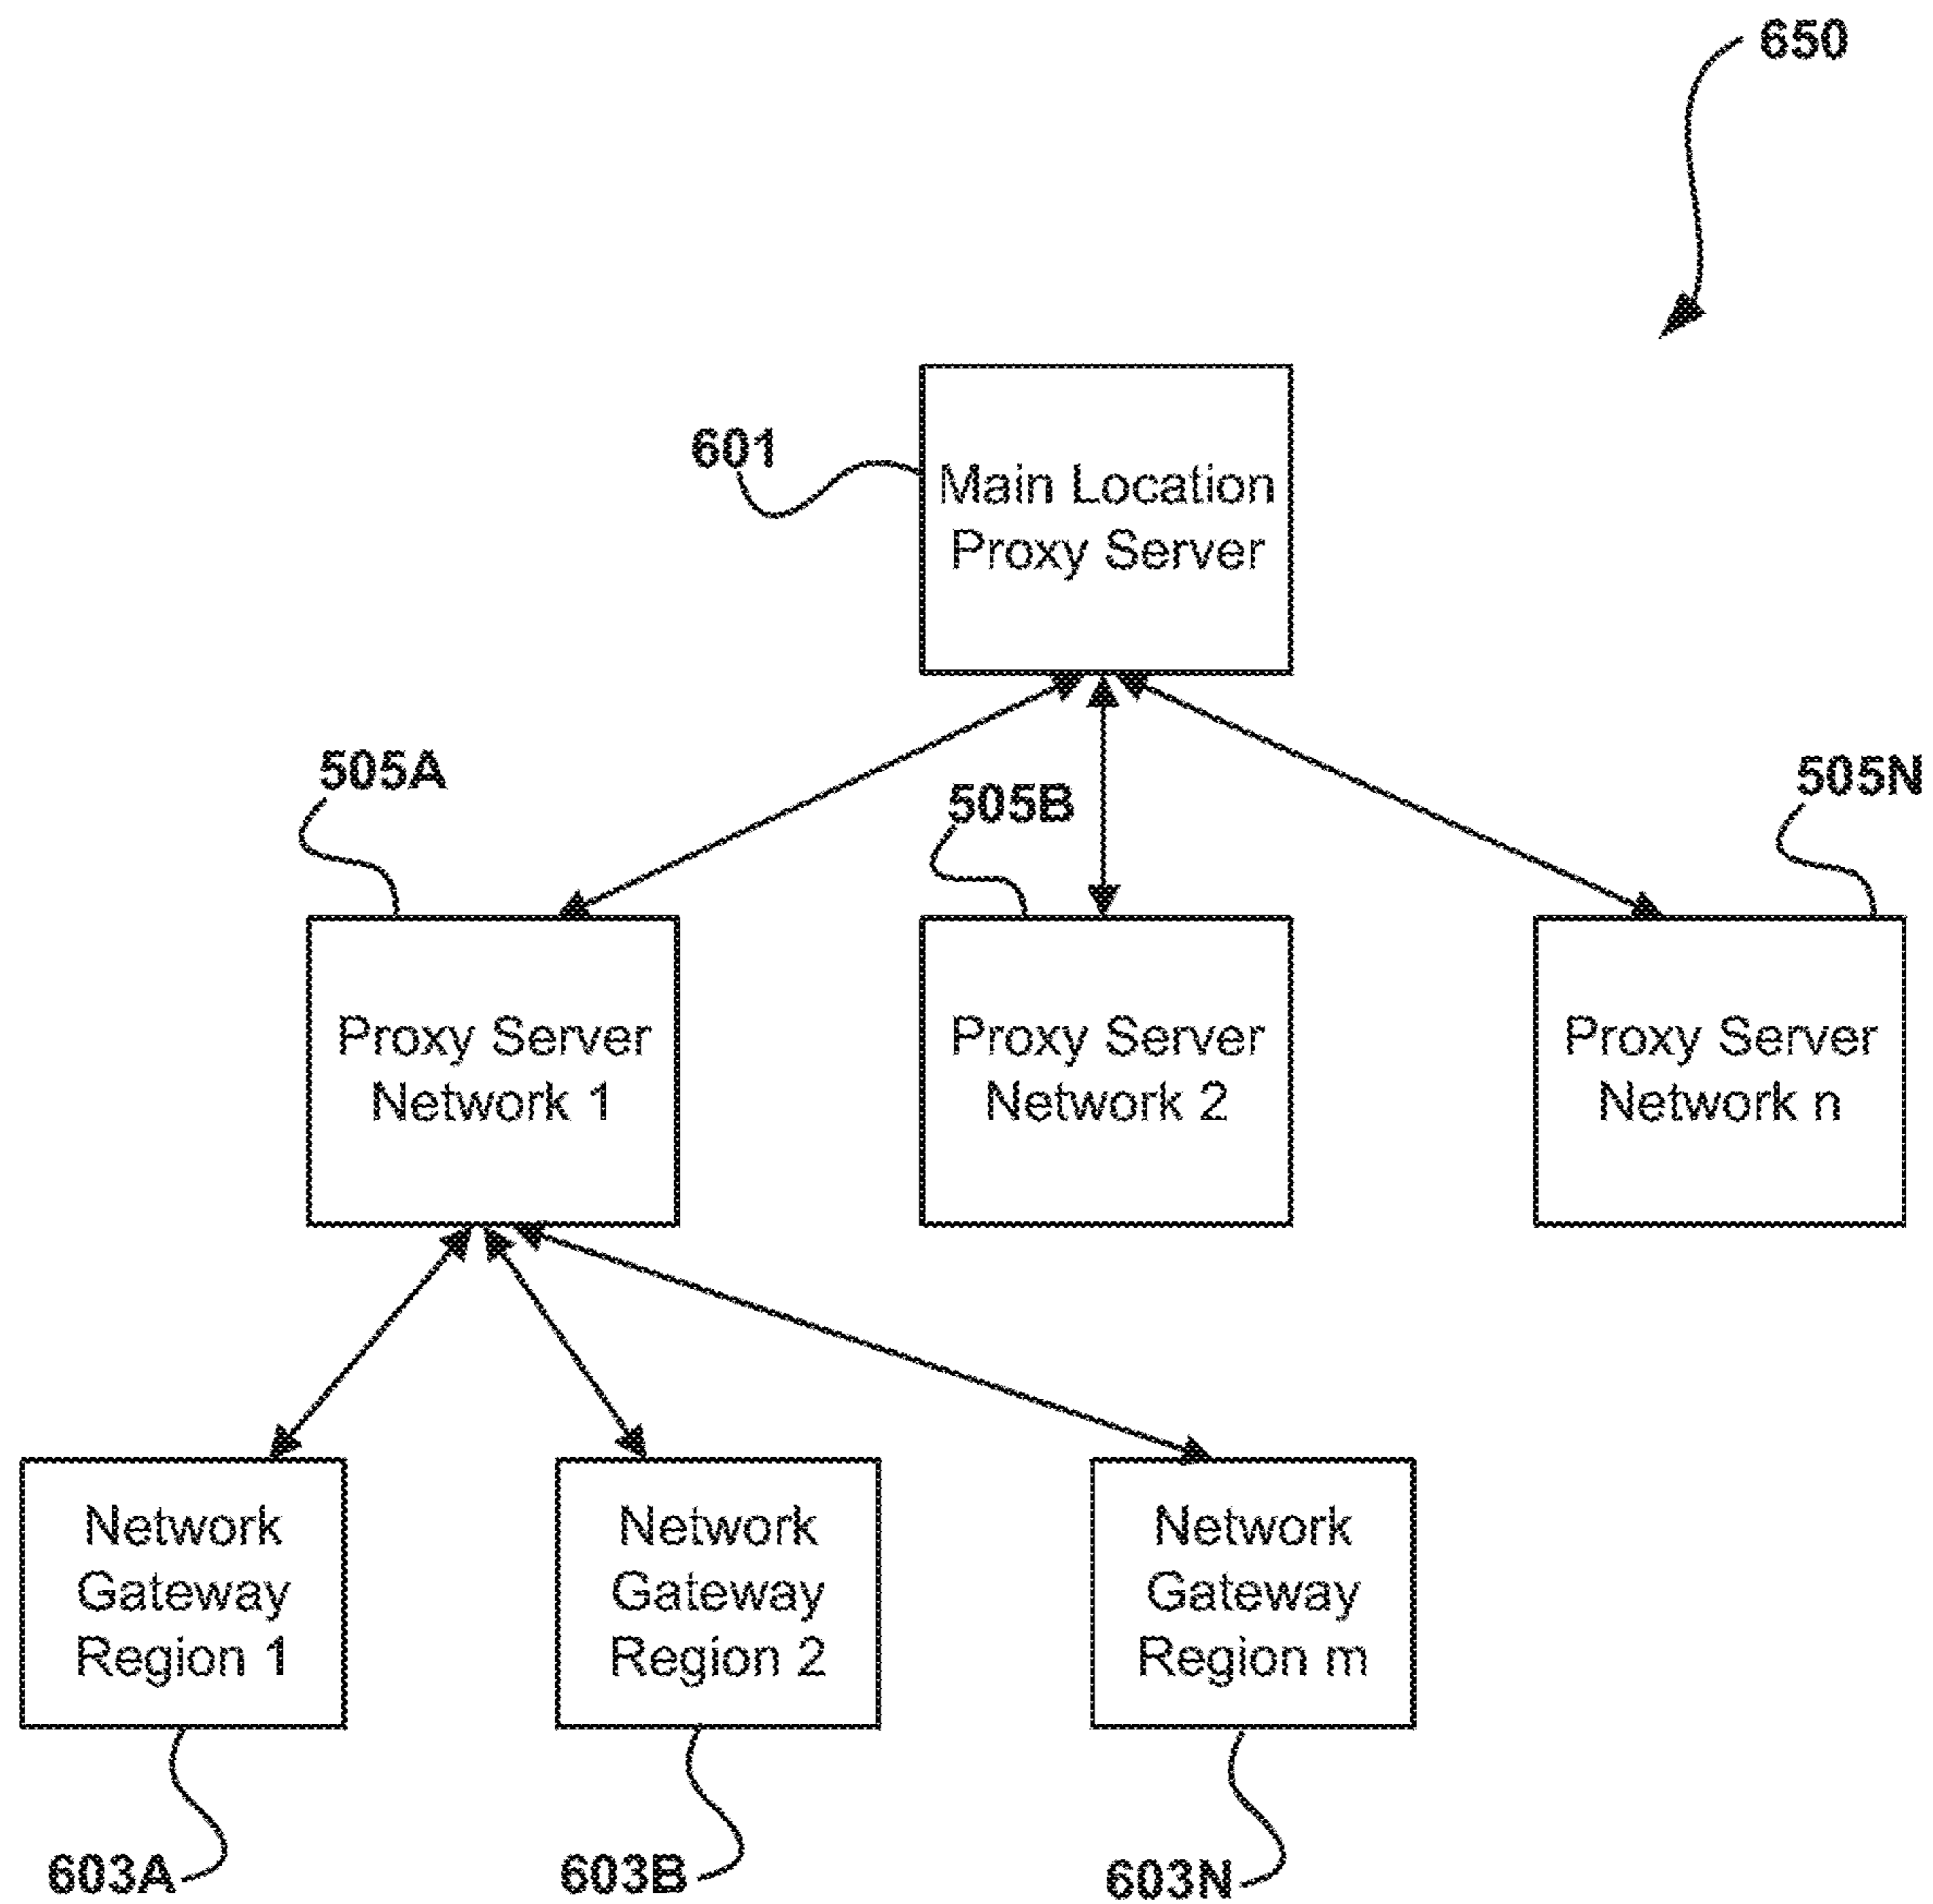 650
601
Main Location
Proxy Server
505A
505B
505N
Proxy Server
Network 1
Proxy Server
Network 2
Proxy Server
Network n
Network
Gateway
Region 1
Network
Gateway
Region 2
Network
Gateway
Region m
603A
603B
603N